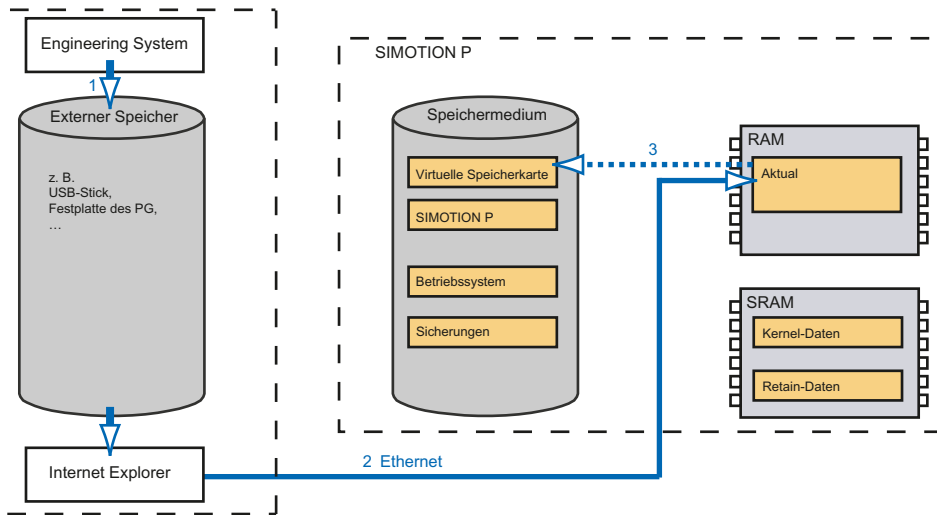 Engineering System
1
Externer Speicher
z. B.
USB-Stick,
Festplatte des PG,
…
Internet Explorer
2 Ethernet
SIMOTION P
Speichermedium
Virtuelle Speicherkarte
SIMOTION P
Betriebssystem
Sicherungen
3
RAM
Aktual
SRAM
Kernel-Daten
Retain-Daten